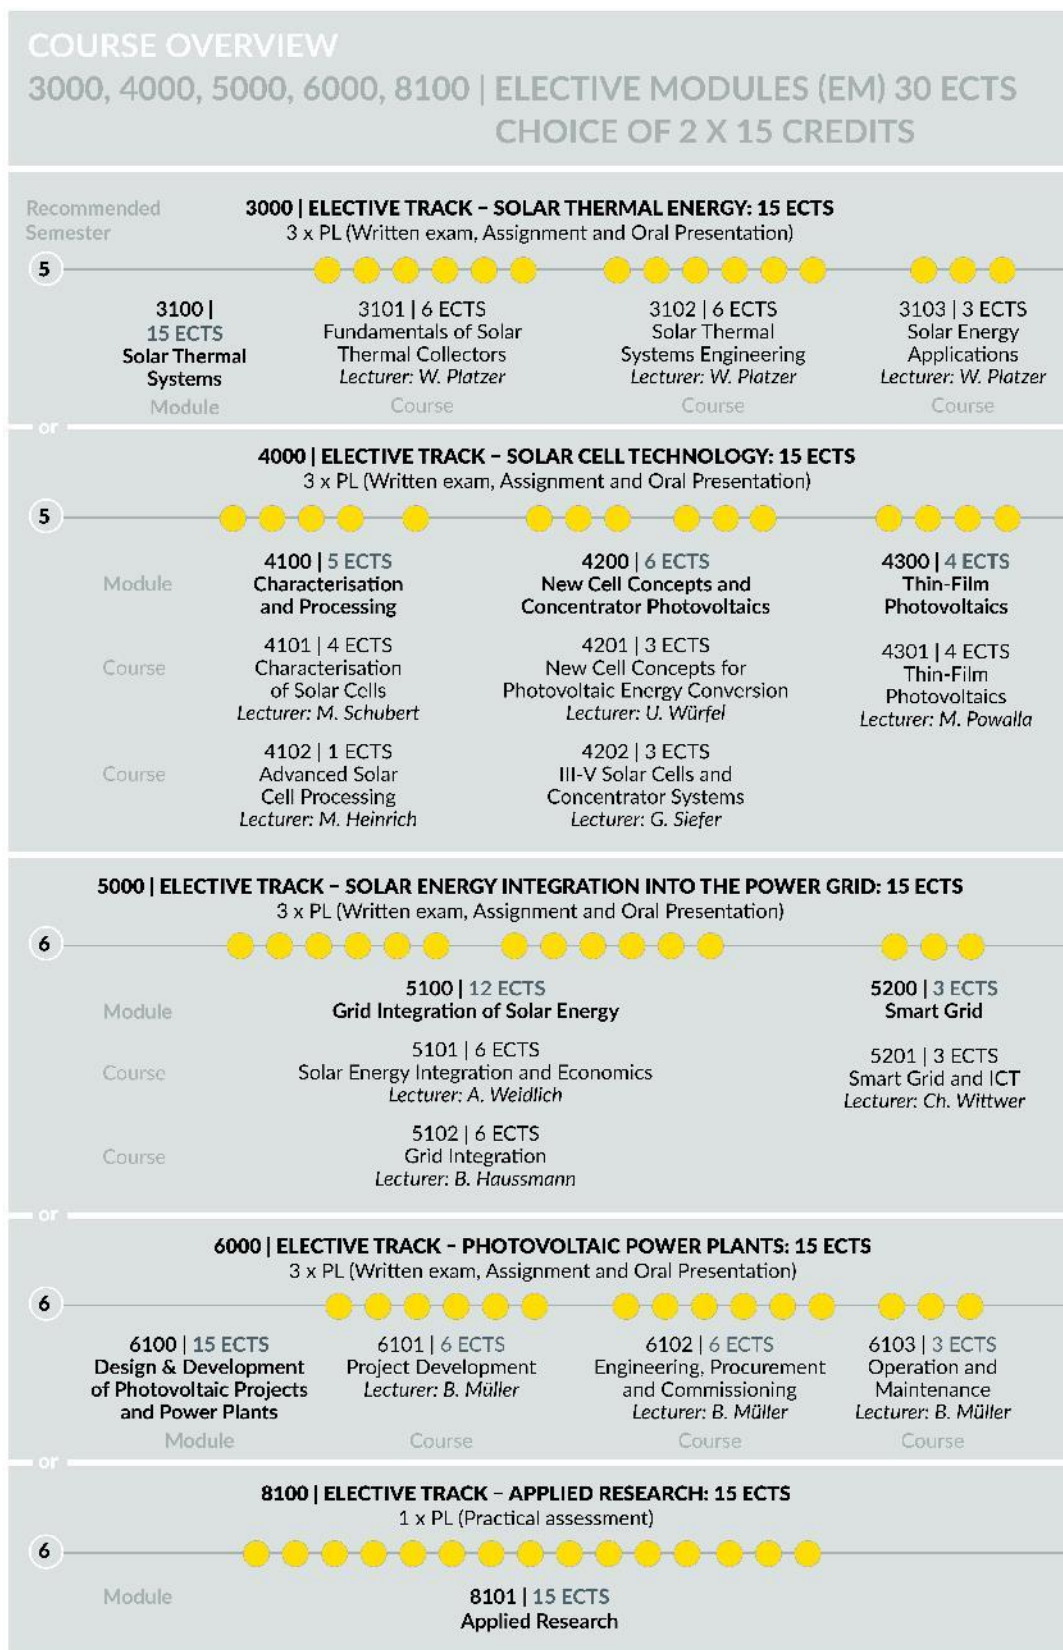 COURSE OVERVIEW
3000, 4000, 5000, 6000, 8100 | ELECTIVE MODULES (EM) 30 ECTS
CHOICE OF 2 X 15 CREDITS
Recommended
Semester
3000 | ELECTIVE TRACK – SOLAR THERMAL ENERGY: 15 ECTS
3 x PL (Written exam, Assignment and Oral Presentation)
5
3100 |
15 ECTS
Solar Thermal
Systems
Module
3101 | 6 ECTS
Fundamentals of Solar
Thermal Collectors
Lecturer: W. Platzer
Course
3102 | 6 ECTS
Solar Thermal
Systems Engineering
Lecturer: W. Platzer
Course
3103 | 3 ECTS
Solar Energy
Applications
Lecturer: W. Platzer
Course
or
4000 | ELECTIVE TRACK – SOLAR CELL TECHNOLOGY: 15 ECTS
3 x PL (Written exam, Assignment and Oral Presentation)
5
Module
4100 | 5 ECTS
Characterisation
and Processing
4200 | 6 ECTS
New Cell Concepts and
Concentrator Photovoltaics
4300 | 4 ECTS
Thin-Film
Photovoltaics
Course
4101 | 4 ECTS
Characterisation
of Solar Cells
Lecturer: M. Schubert
4201 | 3 ECTS
New Cell Concepts for
Photovoltaic Energy Conversion
Lecturer: U. Würfel
4301 | 4 ECTS
Thin-Film
Photovoltaics
Lecturer: M. Powalla
Course
4102 | 1 ECTS
Advanced Solar
Cell Processing
Lecturer: M. Heinrich
4202 | 3 ECTS
III-V Solar Cells and
Concentrator Systems
Lecturer: G. Siefer
5000 | ELECTIVE TRACK – SOLAR ENERGY INTEGRATION INTO THE POWER GRID: 15 ECTS
3 x PL (Written exam, Assignment and Oral Presentation)
6
Module
5100 | 12 ECTS
Grid Integration of Solar Energy
5200 | 3 ECTS
Smart Grid
Course
5101 | 6 ECTS
Solar Energy Integration and Economics
Lecturer: A. Weidlich
5201 | 3 ECTS
Smart Grid and ICT
Lecturer: Ch. Wittwer
Course
5102 | 6 ECTS
Grid Integration
Lecturer: B. Haussmann
or
6000 | ELECTIVE TRACK – PHOTOVOLTAIC POWER PLANTS: 15 ECTS
3 x PL (Written exam, Assignment and Oral Presentation)
6
6100 | 15 ECTS
Design & Development
of Photovoltaic Projects
and Power Plants
Module
6101 | 6 ECTS
Project Development
Lecturer: B. Müller
Course
6102 | 6 ECTS
Engineering, Procurement
and Commissioning
Lecturer: B. Müller
Course
6103 | 3 ECTS
Operation and
Maintenance
Lecturer: B. Müller
Course
or
8100 | ELECTIVE TRACK – APPLIED RESEARCH: 15 ECTS
1 x PL (Practical assessment)
6
Module
8101 | 15 ECTS
Applied Research